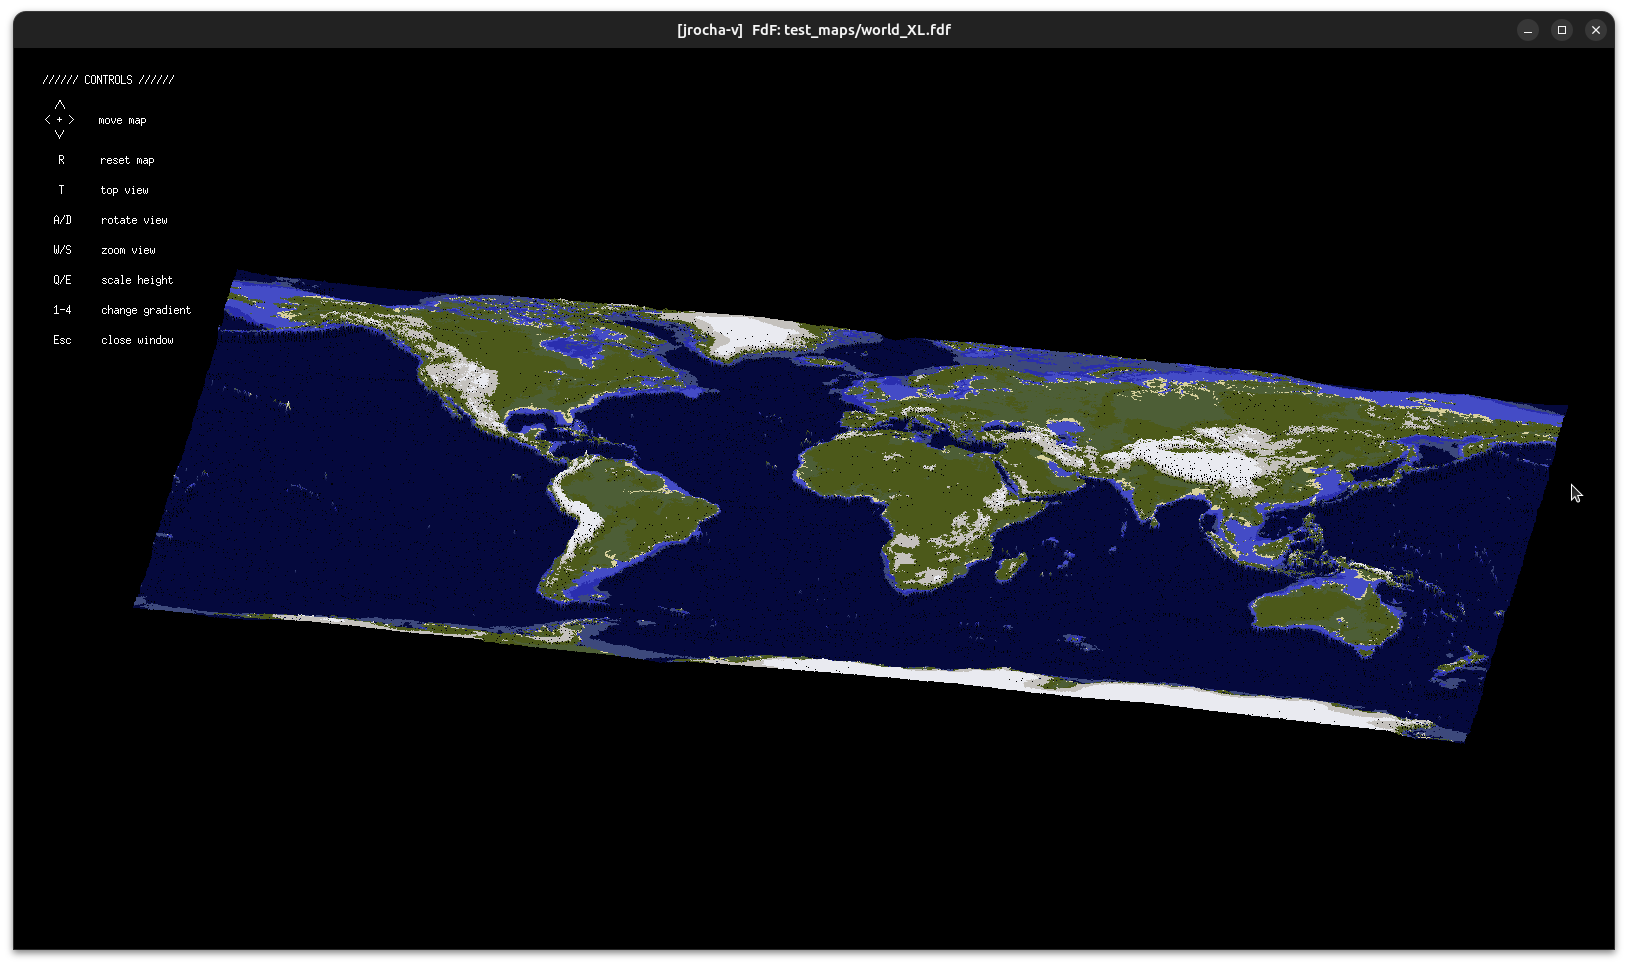 [jrocha-v]  FdF: test_maps/world_XL.fdf
////// CONTROLS //////
^
< + >  move map
v
R  reset map
T  top view
A/D  rotate view
W/S  zoom view
Q/E  scale height
1-4  change gradient
Esc  close window